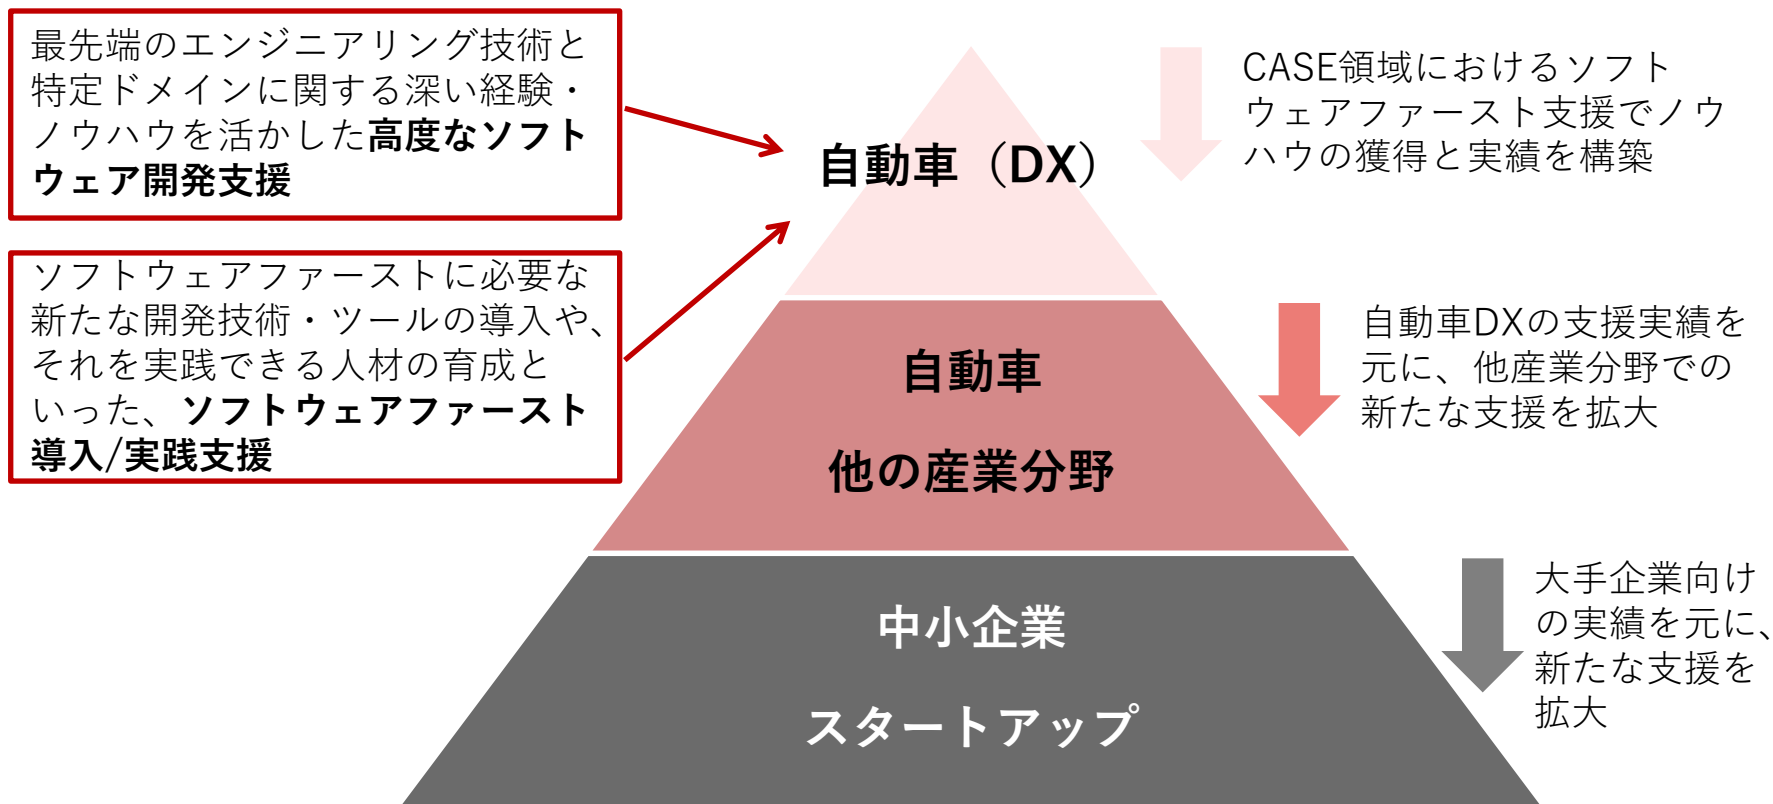 最先端のエンジニアリング技術と
特定ドメインに関する深い経験・
ノウハウを活かした高度なソフト
ウェア開発支援
ソフトウェアファーストに必要な
新たな開発技術・ツールの導入や、
それを実践できる人材の育成と
いった、ソフトウェアファースト
導入/実践支援
自動車（DX）
自動車
他の産業分野
中小企業
スタートアップ
CASE領域におけるソフト
ウェアファースト支援でノウ
ハウの獲得と実績を構築
自動車DXの支援実績を
元に、他産業分野での
新たな支援を拡大
大手企業向け
の実績を元に、
新たな支援を
拡大